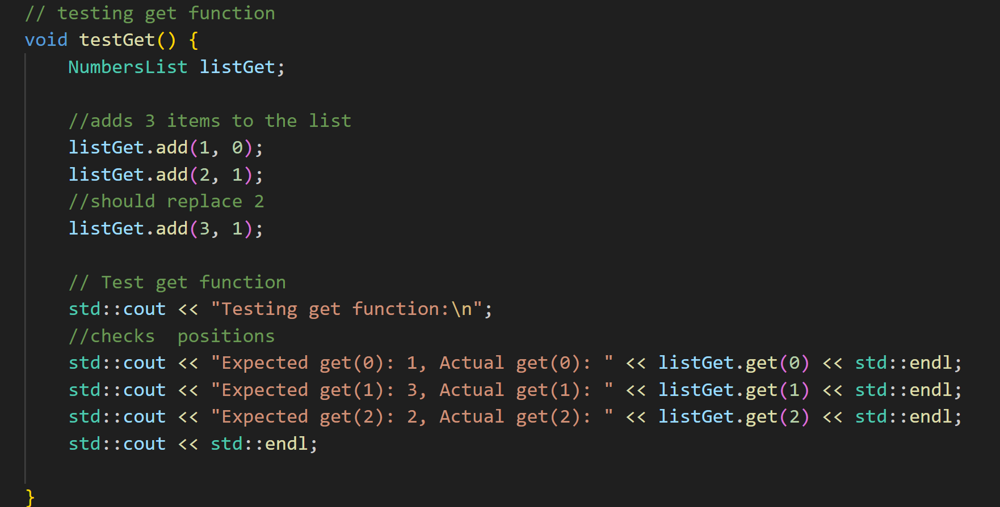 // testing get function
void testGet() {
    NumbersList listGet;

    //adds 3 items to the list
    listGet.add(1, 0);
    listGet.add(2, 1);
    //should replace 2
    listGet.add(3, 1);

    // Test get function
    std::cout << "Testing get function:\n";
    //checks  positions
    std::cout << "Expected get(0): 1, Actual get(0): " << listGet.get(0) << std::endl;
    std::cout << "Expected get(1): 3, Actual get(1): " << listGet.get(1) << std::endl;
    std::cout << "Expected get(2): 2, Actual get(2): " << listGet.get(2) << std::endl;
    std::cout << std::endl;

}